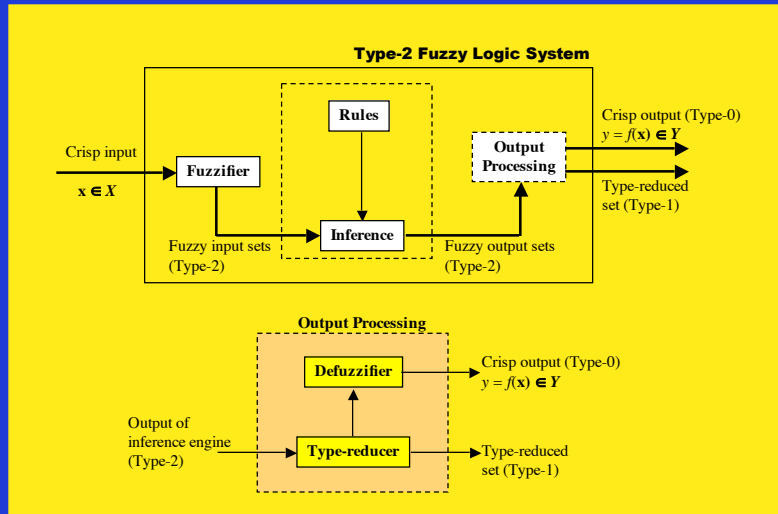 Type-2 Fuzzy Logic System
Rules
Crisp input
x ∈ X
Fuzzifier
Inference
Fuzzy input sets
(Type-2)
Fuzzy output sets
(Type-2)
Output
Processing
Crisp output (Type-0)
y = f(x) ∈ Y
Type-reduced
set (Type-1)
Output Processing
Defuzzifier
Crisp output (Type-0)
y = f(x) ∈ Y
Output of
inference engine
(Type-2)
Type-reducer
Type-reduced
set (Type-1)